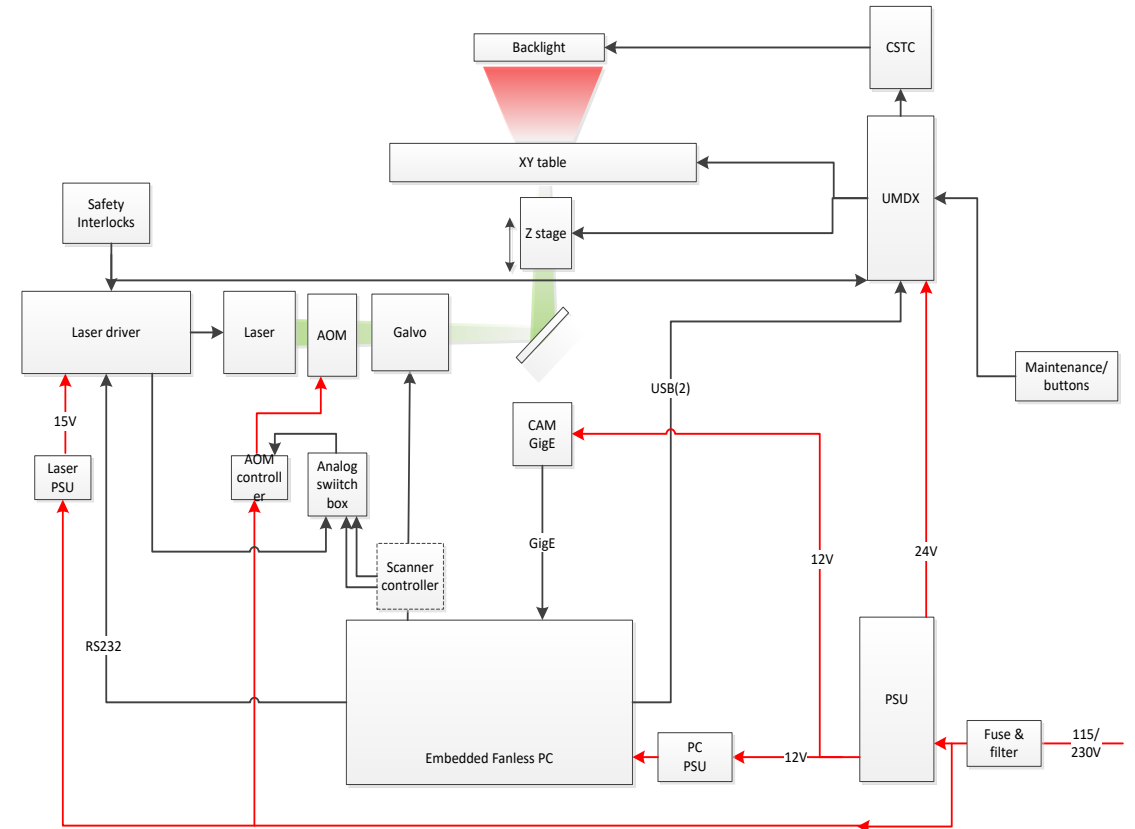 Backlight
CSTC
XY table
UMDX
Safety
Interlocks
Z stage
Laser driver
Laser
AOM
Galvo
Maintenance/
buttons
USB(2)
15V
CAM
GigE
Laser
PSU
AOM
controll
er
Analog
swiitch
box
GigE
12V
24V
Scanner
controller
RS232
PSU
Embedded Fanless PC
PC
PSU
12V
Fuse &
filter
115/
230V